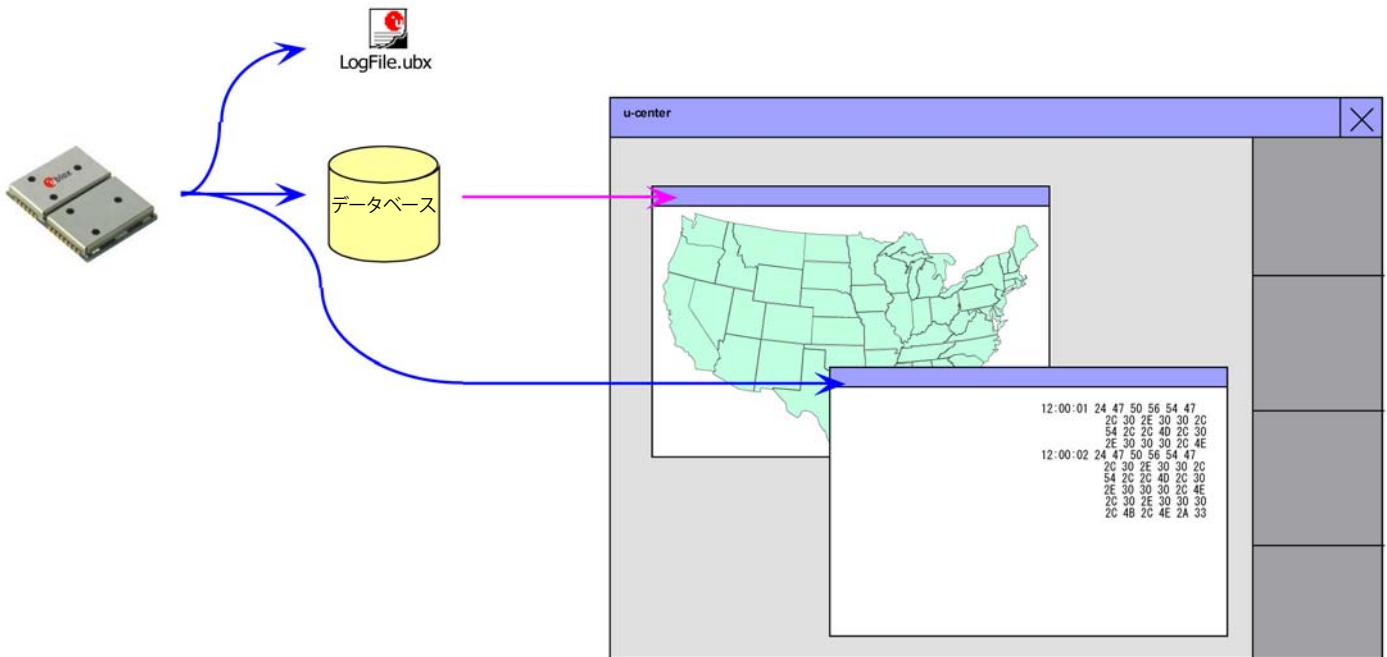 LogFile.ubx
u-center
u blox
データベース
12:00:01 24 47 50 56 54 47
2C 30 2E 30 30 2C
54 2C 2C 4D 2C 30
2E 30 30 30 2C 4E
12:00:02 24 47 50 56 54 47
2C 30 2E 30 30 2C
54 2C 2C 4D 2C 30
2E 30 30 30 2C 4E
2C 30 2E 30 30 30
2C 4B 2C 4E 2A 33